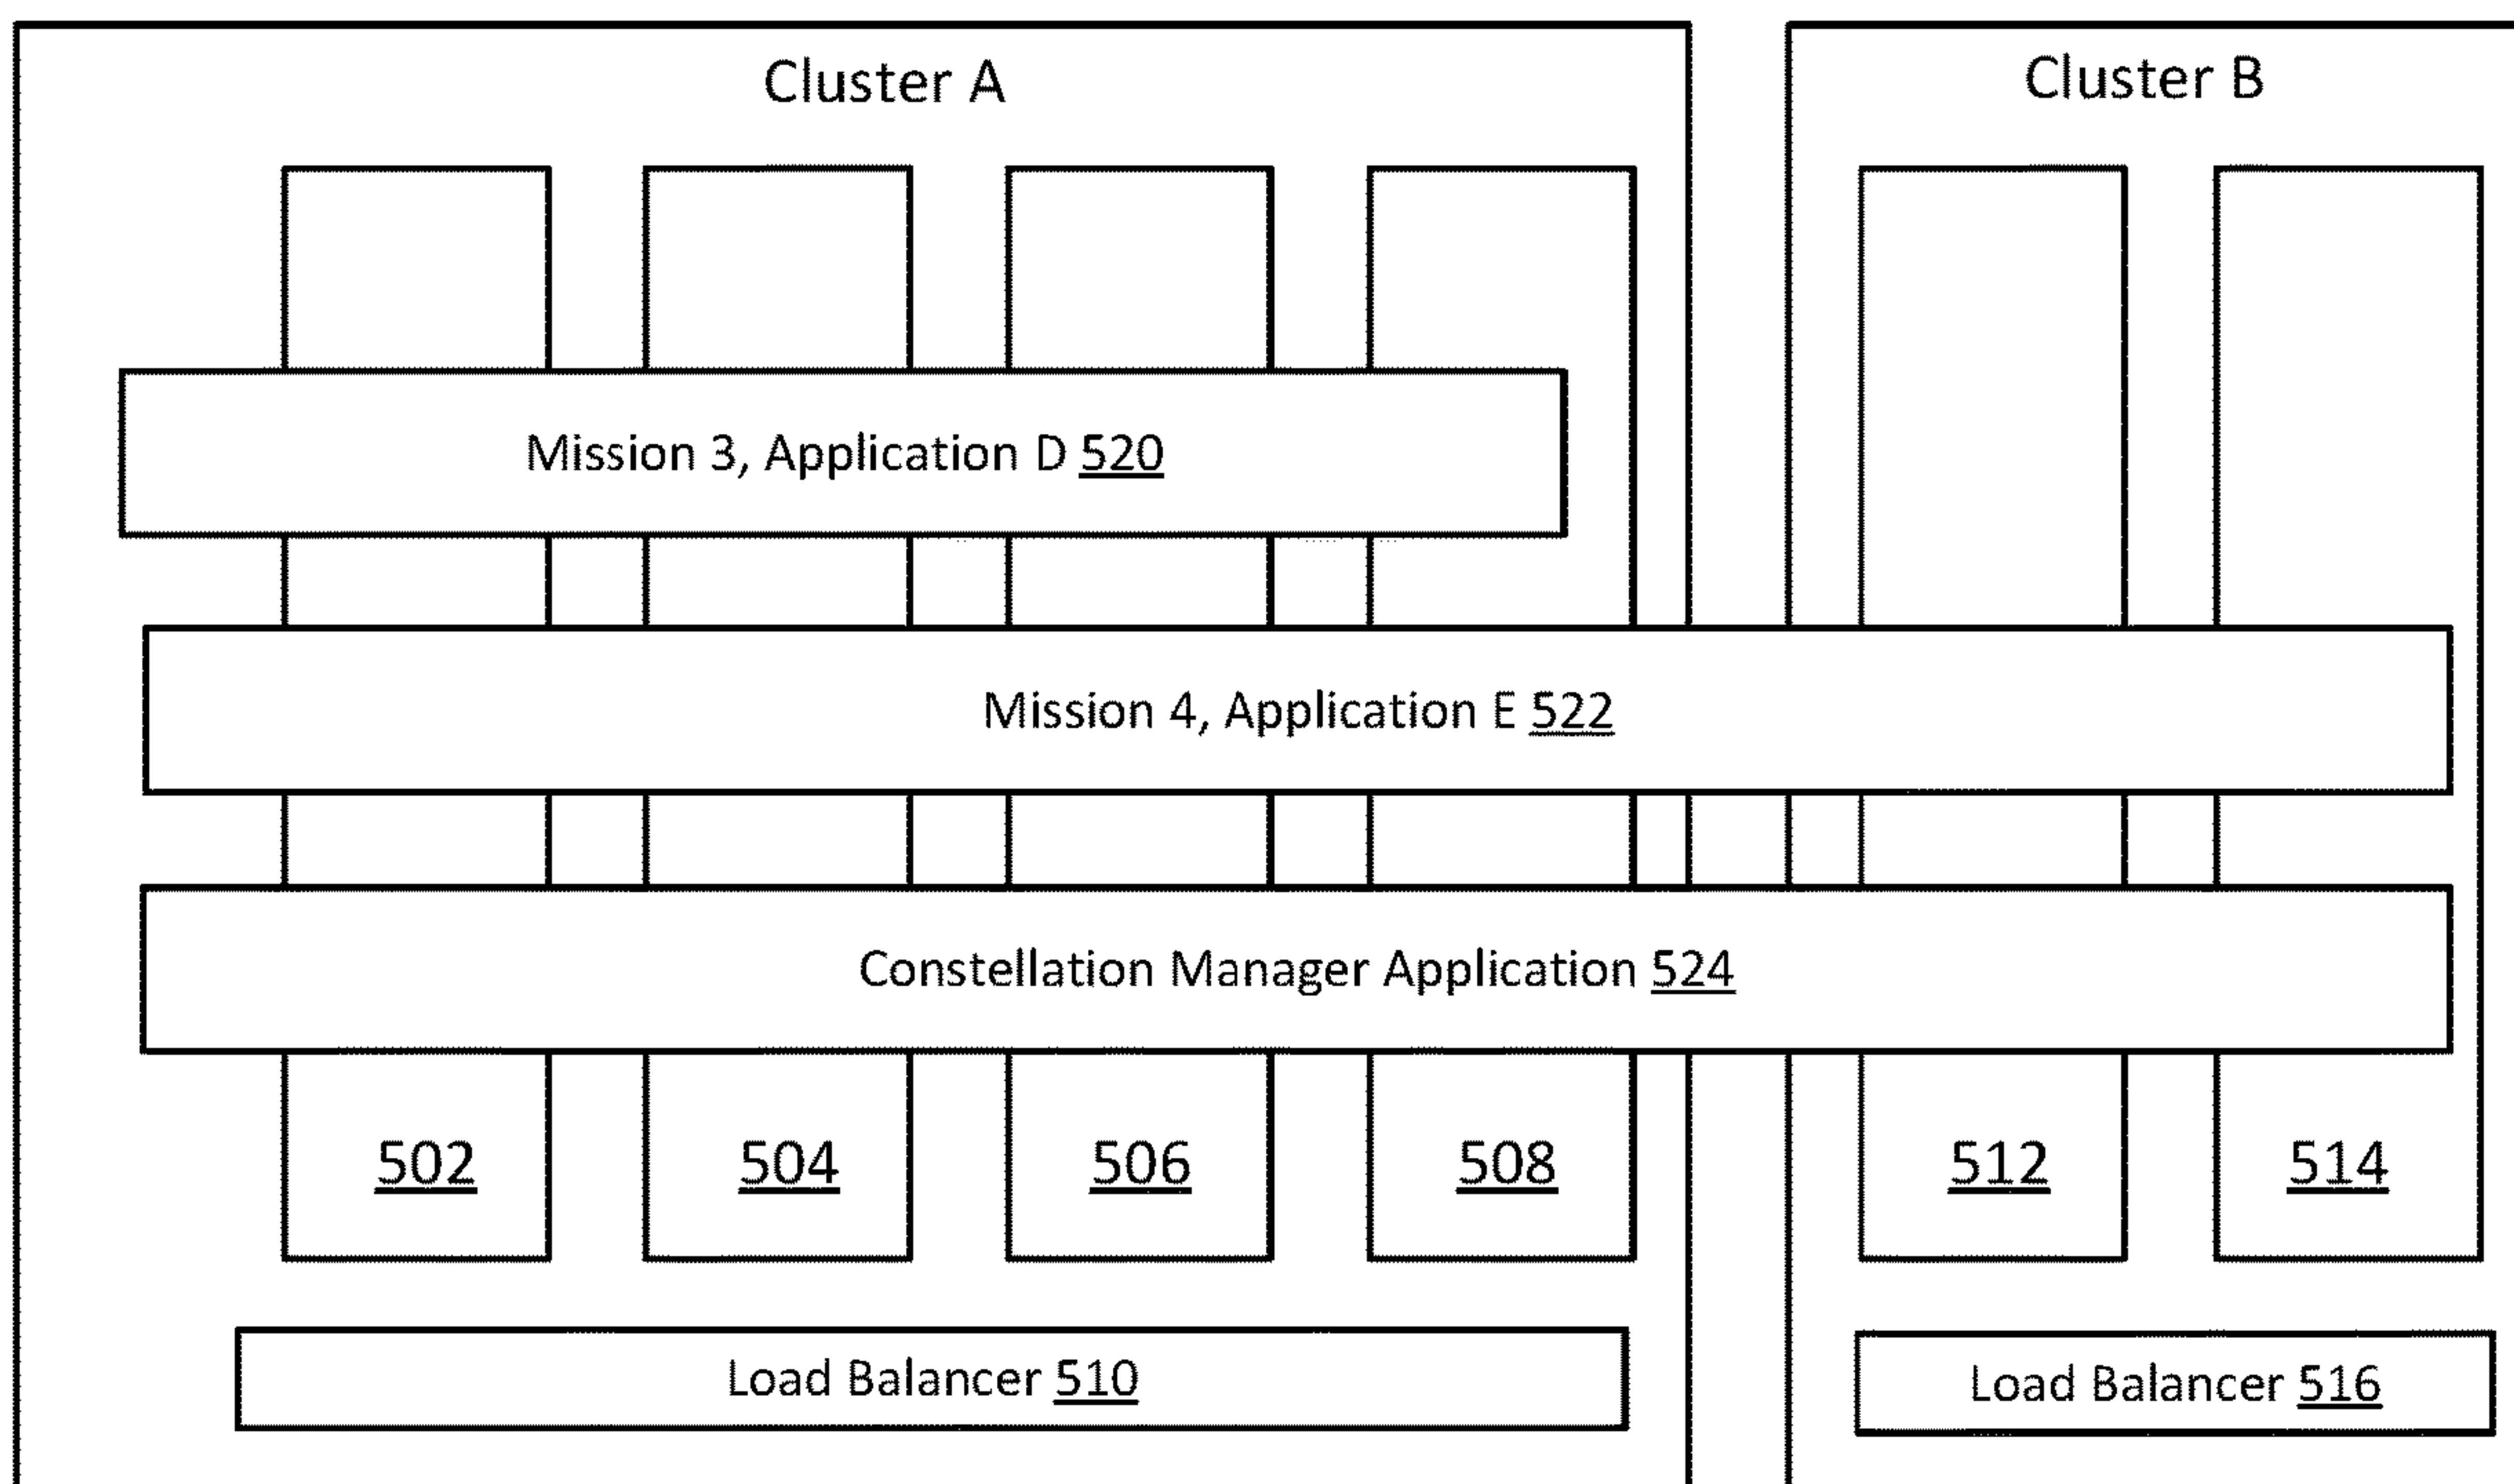 Cluster A
Cluster B
Mission 3, Application D 520
Mission 4, Application E 522
Constellation Manager Application 524
502
504
506
508
512
514
Load Balancer 510
Load Balancer 516